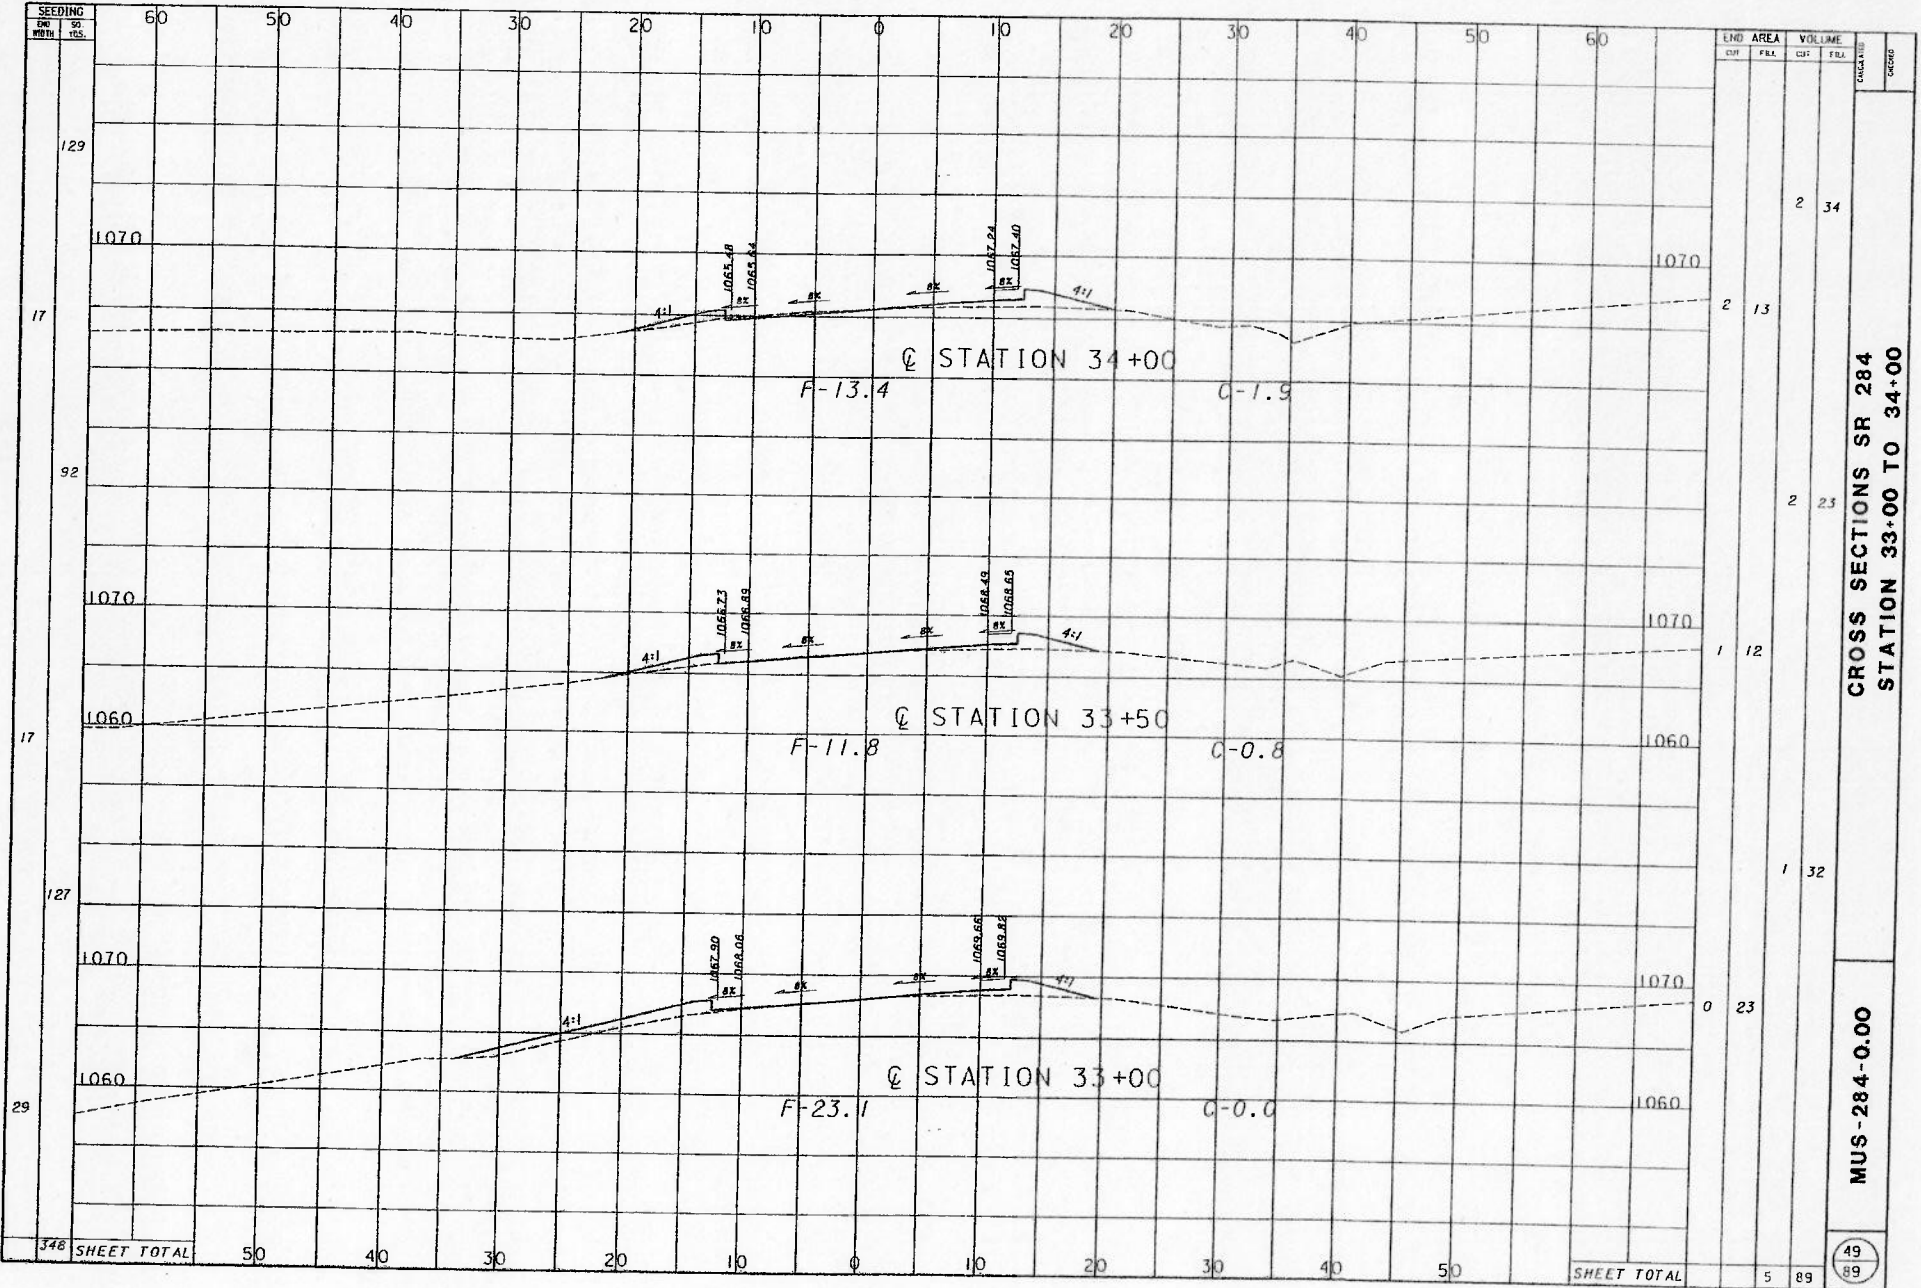 SEEDING
END WIDTH SQ. YDS.
60 50 40 30 20 10 0 10 20 30 40 50 60
END AREA VOLUME
CUT FILL CUT FILL
CALCULATED
CHECKED
129
2 34
1070 1065.48 1065.64 1067.24 1067.40 1070
17 4:1 8% 8% 8% 8% 4:1 2 13
℄ STATION 34+00
F-13.4 C-1.9
92
2 23
1070 1066.73 1066.89 1068.49 1068.65 1070
4:1 8% 8% 8% 8% 4:1 1 12
1060 ℄ STATION 33+50 1060
17 F-11.8 C-0.8
127
1 32
1070 1067.90 1068.06 1069.66 1069.82 1070
4:1 8% 8% 8% 8% 4:1 0 23
1060 ℄ STATION 33+00 1060
29 F-23.1 C-0.0
348 SHEET TOTAL 50 40 30 20 10 0 10 20 30 40 50 SHEET TOTAL 5 89
CROSS SECTIONS SR 284
STATION 33+00 TO 34+00
MUS-284-0.00
49
89